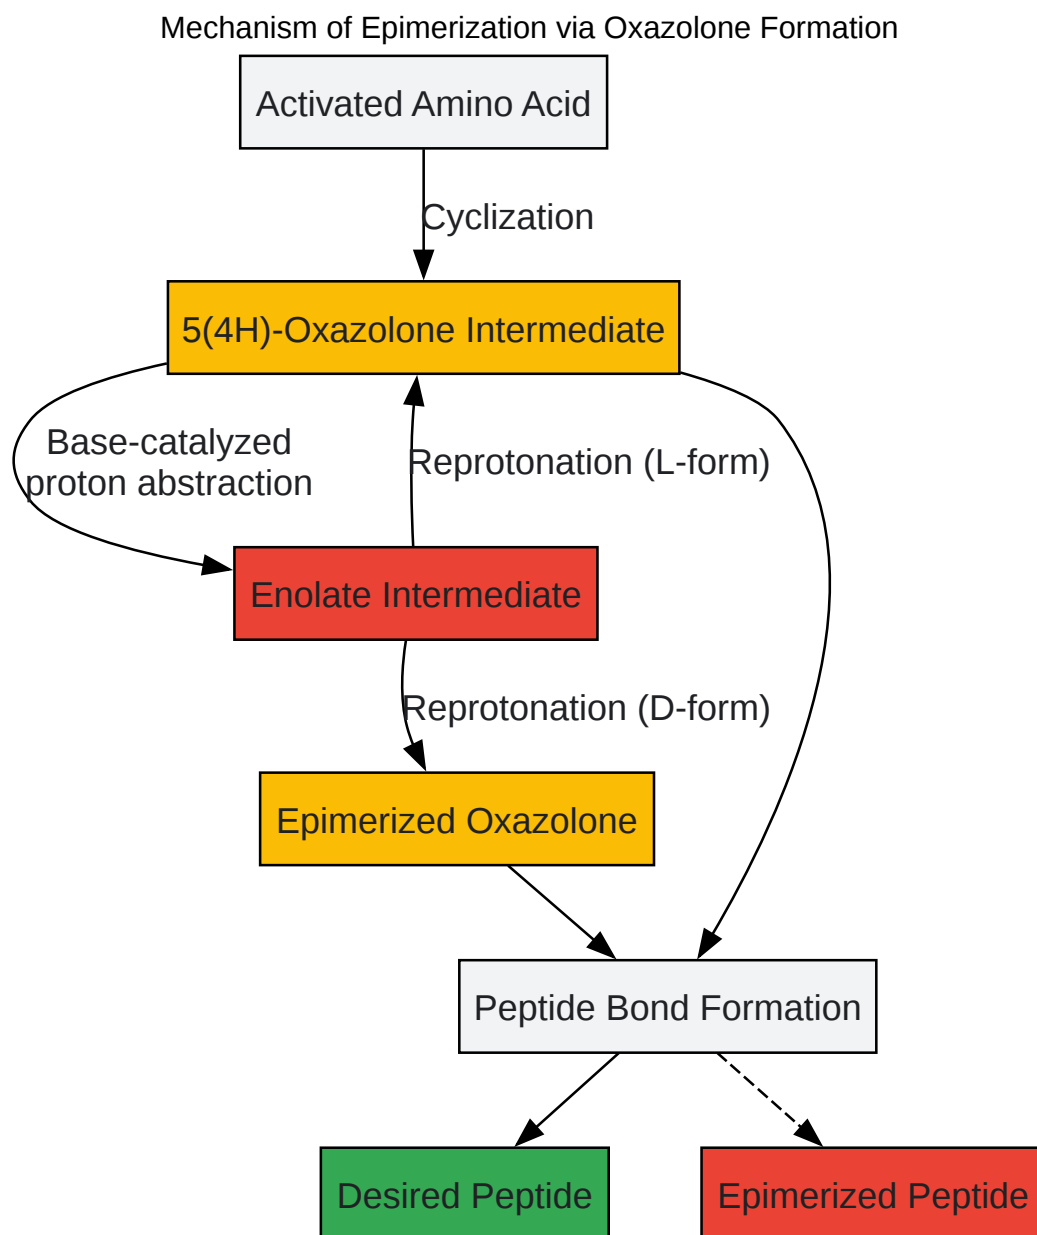 Mechanism of Epimerization via Oxazolone Formation
Activated Amino Acid
Cyclization
5(4H)-Oxazolone Intermediate
Base-catalyzed
proton abstraction
Reprotonation (L-form)
Enolate Intermediate
Reprotonation (D-form)
Epimerized Oxazolone
Peptide Bond Formation
Desired Peptide
Epimerized Peptide